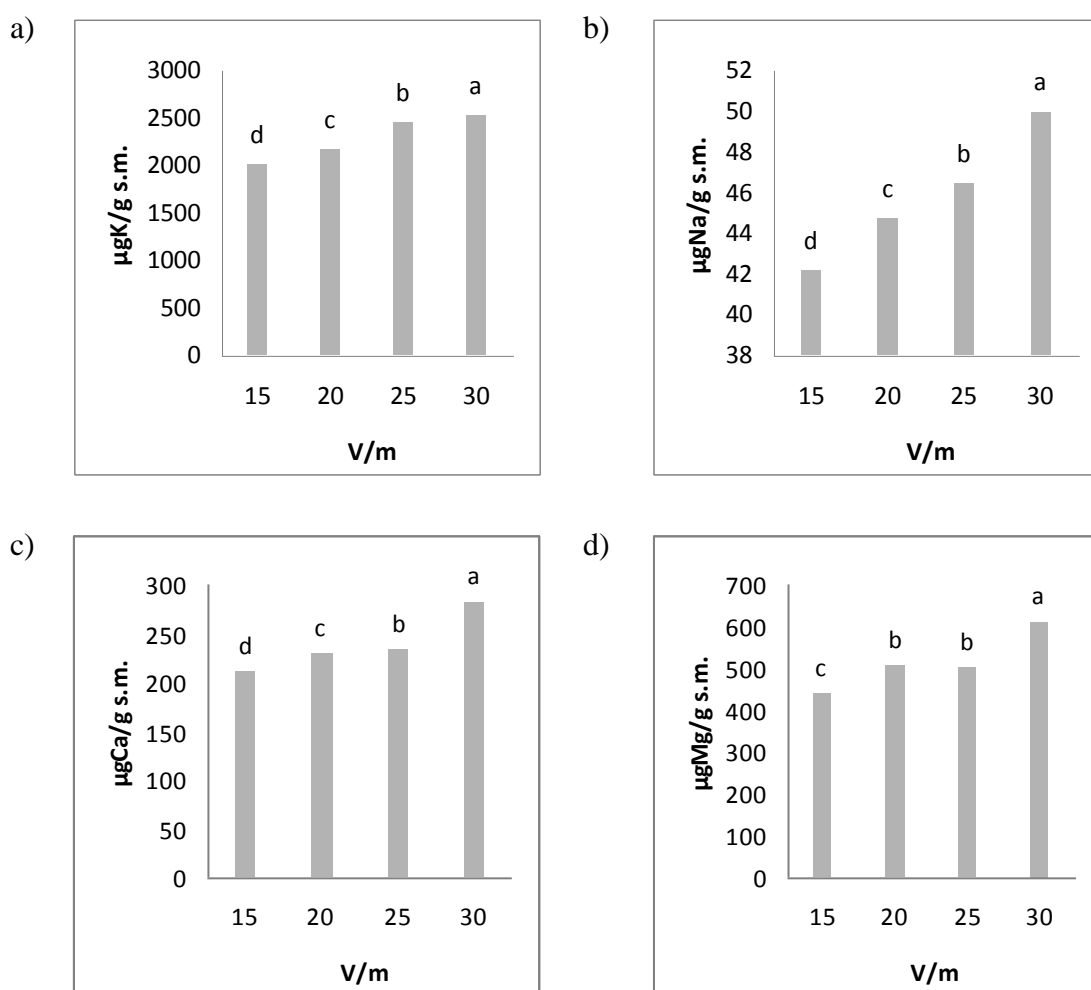 a)
3000
2500
2000
1500
1000
500
0
µgK/g s.m.
d
c
b
a
15 20 25 30
V/m
b)
52
50
48
46
44
42
40
38
µgNa/g s.m.
d
c
b
a
15 20 25 30
V/m
c)
300
250
200
150
100
50
0
µgCa/g s.m.
d
c
b
a
15 20 25 30
V/m
d)
700
600
500
400
300
200
100
0
µgMg/g s.m.
c
b
b
a
15 20 25 30
V/m